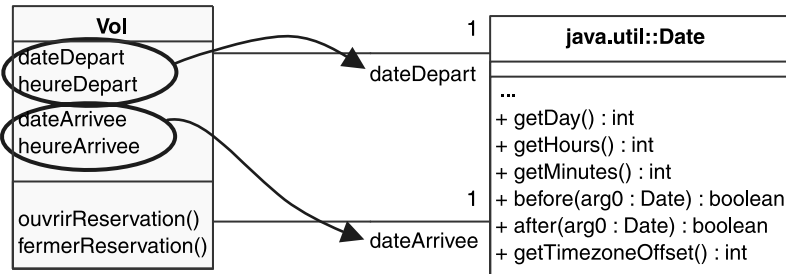 Vol
dateDepart
heureDepart
dateArrivee
heureArrivee
ouvrirReservation()
fermerReservation()
1
dateDepart
1
dateArrivee
java.util::Date
...
+ getDay() : int
+ getHours() : int
+ getMinutes() : int
+ before(arg0 : Date) : boolean
+ after(arg0 : Date) : boolean
+ getTimezoneOffset() : int